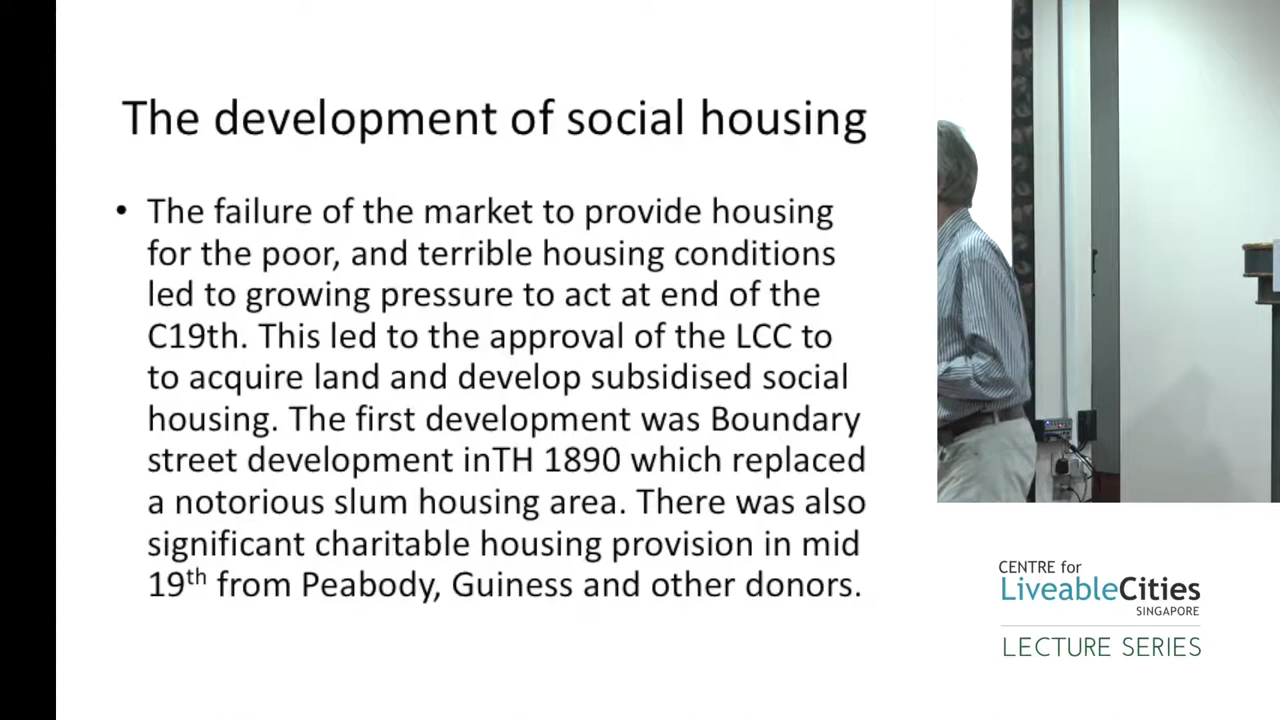 The development of social housing
• The failure of the market to provide housing
for the poor, and terrible housing conditions
led to growing pressure to act at end of the
C19th. This led to the approval of the LCC to
to acquire land and develop subsidised social
housing. The first development was Boundary
street development inTH 1890 which replaced
a notorious slum housing area. There was also
significant charitable housing provision in mid
19th from Peabody, Guiness and other donors.
CENTRE for
LiveableCities
SINGAPORE
LECTURE SERIES